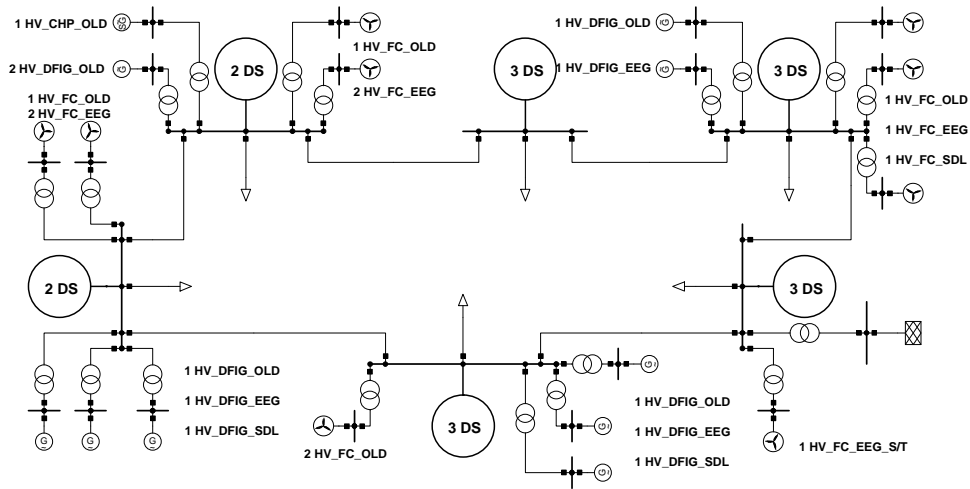 1 HV_CHP_OLD
SG
2 DS
1 HV_FC_OLD
2 HV_DFIG_OLD
G
2 HV_FC_EEG
1 HV_FC_OLD
2 HV_FC_EEG
3 DS
1 HV_DFIG_OLD
G
1 HV_DFIG_EEG
G
3 DS
1 HV_FC_OLD
1 HV_FC_EEG
1 HV_FC_SDL
2 DS
3 DS
1 HV_DFIG_OLD
1 HV_DFIG_EEG
1 HV_DFIG_SDL
G
G
G
2 HV_FC_OLD
3 DS
G
1 HV_DFIG_OLD
G
1 HV_DFIG_EEG
1 HV_DFIG_SDL
G
1 HV_FC_EEG_S/T